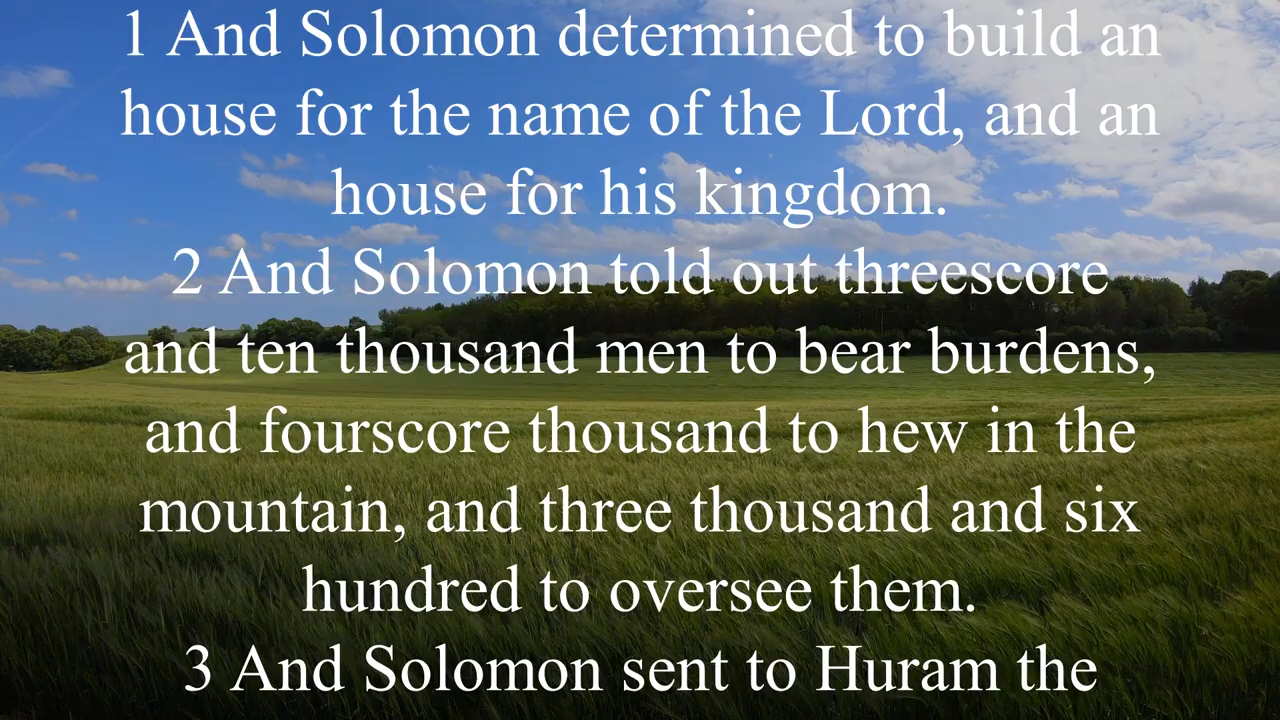 1 And Solomon determined to build an
house for the name of the Lord, and an
house for his kingdom.
2 And Solomon told out threescore
and ten thousand men to bear burdens,
and fourscore thousand to hew in the
mountain, and three thousand and six
hundred to oversee them.
3 And Solomon sent to Huram the